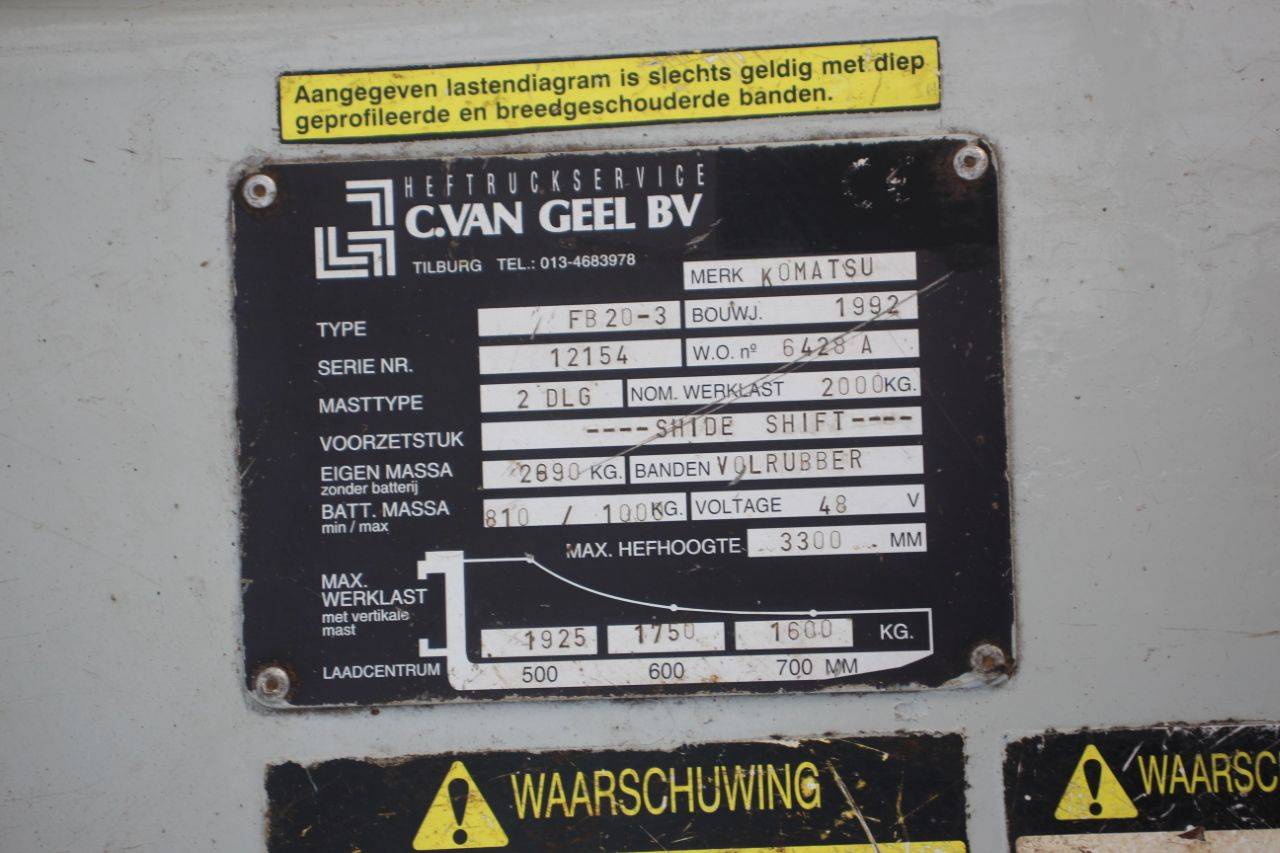 Aangegeven lastendiagram is slechts geldig met diep
geprofileerde en breedgeschouderde banden.
HEFTRUCKSERVICE
C.VAN GEEL BV
TILBURG TEL.: 013-4683978
MERK KOMATSU
TYPE FB20-3 BOUWJ. 1992
SERIE NR. 12154 W.O. nº 6428 A
MASTTYPE 2 DLG NOM. WERKLAST 2000KG.
VOORZETSTUK ----SHIDE SHIFT----
EIGEN MASSA 2890 KG. BANDEN VOLRUBBER
zonder batterij
BATT. MASSA 810 / 1000KG. VOLTAGE 48 V
min / max
MAX. HEFHOOGTE 3300 MM
MAX.
WERKLAST
met vertikale
mast
1925 1750 1600 KG.
LAADCENTRUM 500 600 700 MM
WAARSCHUWING
WAARSC